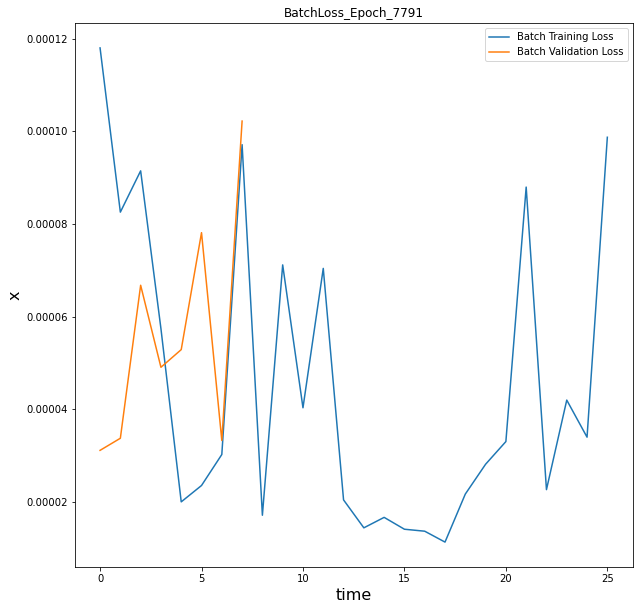 BatchLoss_Epoch_7791
Batch Training Loss
Batch Validation Loss
0.00012
0.00010
0.00008
0.00006
0.00004
0.00002
x
0 5 10 15 20 25
time